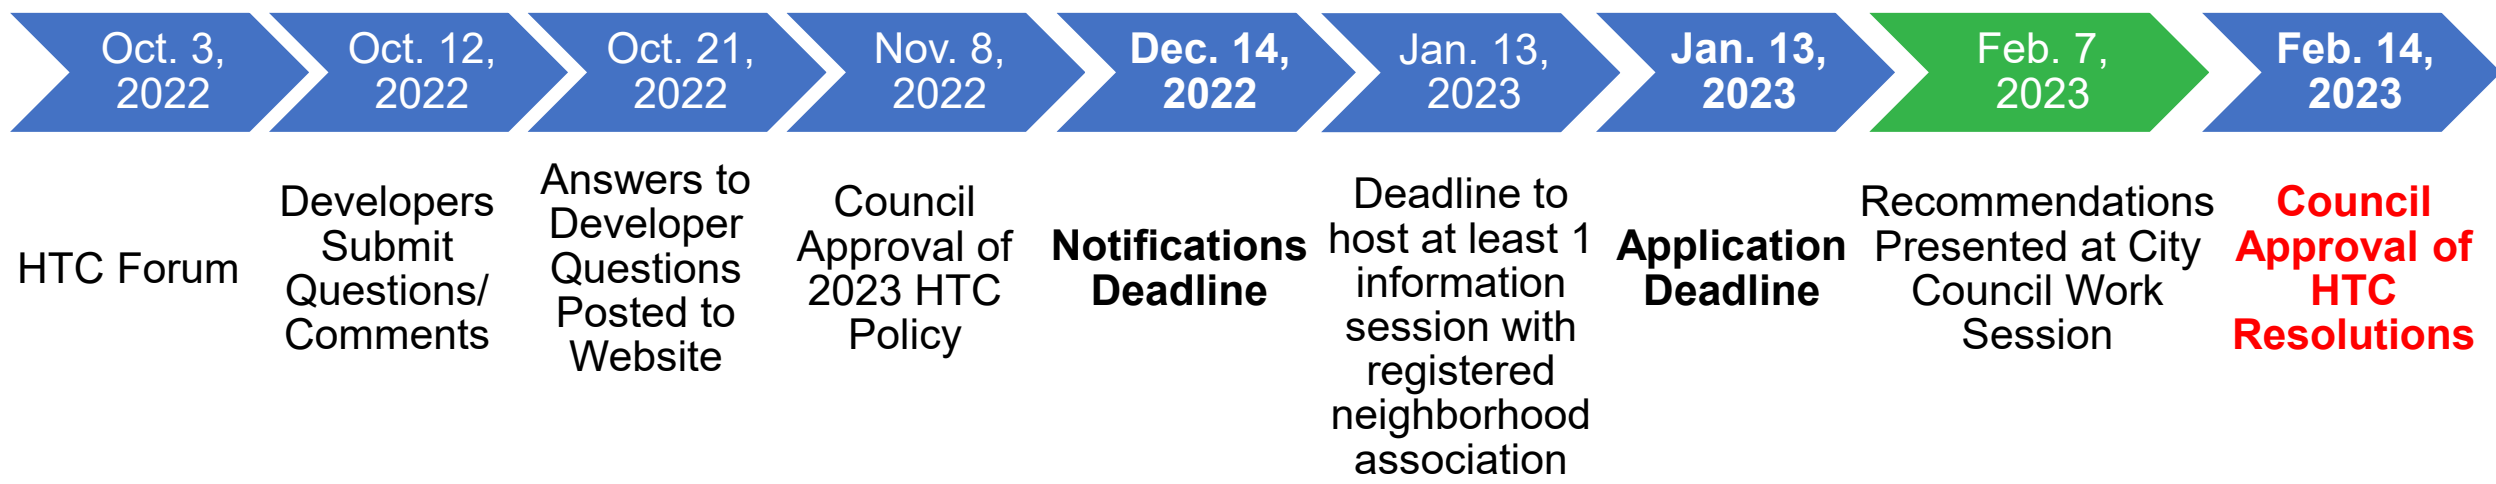 Oct. 3,
2022
HTC Forum
Oct. 12,
2022
Developers
Submit
Questions/
Comments
Oct. 21,
2022
Answers to
Developer
Questions
Posted to
Website
Nov. 8,
2022
Council
Approval of
2023 HTC
Policy
Dec. 14,
2022
Notifications
Deadline
Jan. 13,
2023
Deadline to
host at least 1
information
session with
registered
neighborhood
association
Jan. 13,
2023
Application
Deadline
Feb. 7,
2023
Recommendations
Presented at City
Council Work
Session
Feb. 14,
2023
Council
Approval of
HTC
Resolutions